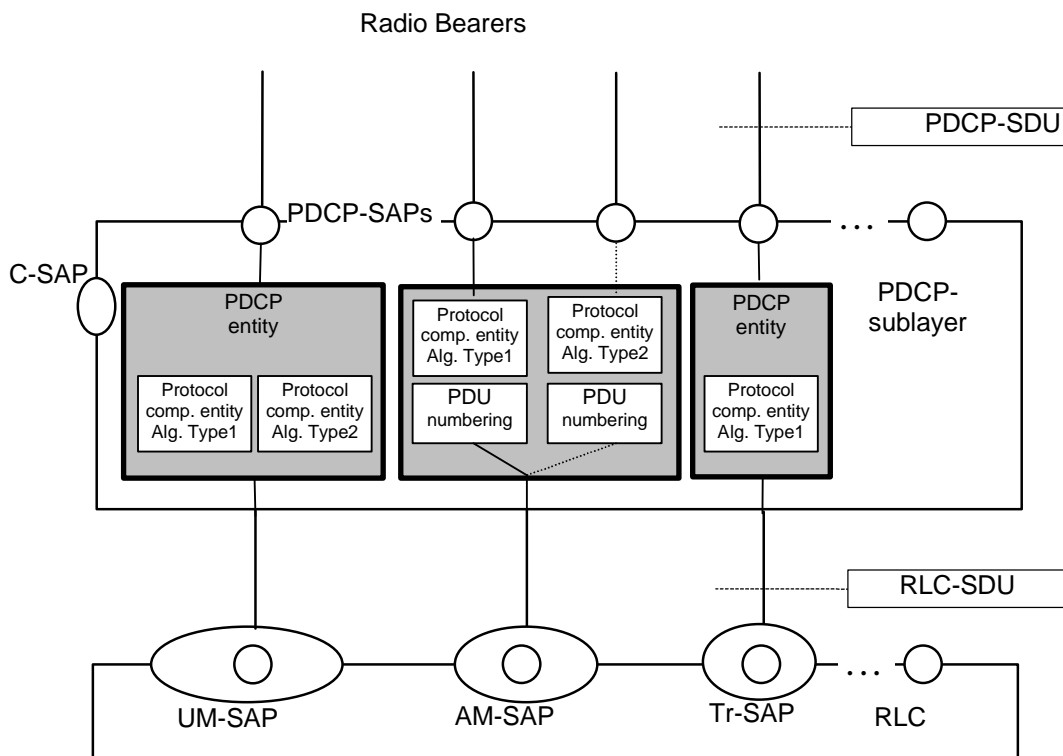 Radio Bearers
PDCP-SDU
PDCP-SAPs
...
C-SAP
PDCP
entity
Protocol
comp. entity
Alg. Type1
Protocol
comp. entity
Alg. Type2
Protocol
comp. entity
Alg. Type1
PDU
numbering
Protocol
comp. entity
Alg. Type2
PDU
numbering
PDCP
entity
Protocol
comp. entity
Alg. Type1
PDCP-
sublayer
RLC-SDU
...
UM-SAP
AM-SAP
Tr-SAP
RLC